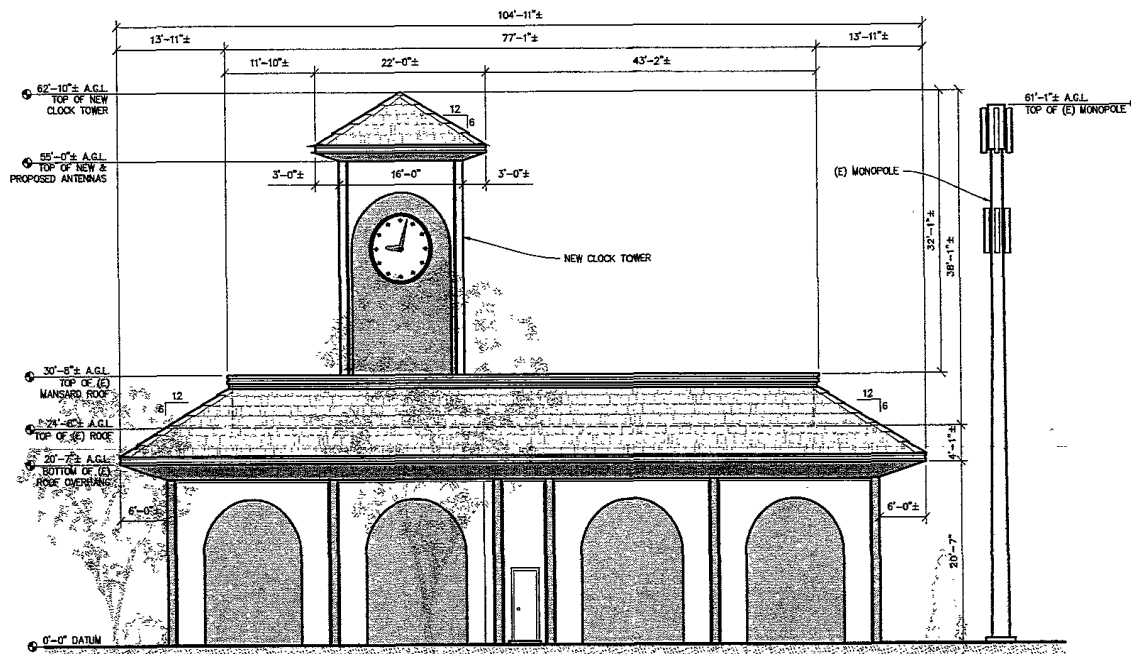 104'-11"±
13'-11"±
77'-1"±
13'-11"±
11'-10"±
22'-0"±
43'-2"±
62'-10"± A.G.L.
TOP OF NEW
CLOCK TOWER
12
6
61'-1"± A.G.L.
TOP OF (E) MONOPOLE
55'-0"± A.G.L.
TOP OF NEW &
PROPOSED ANTENNAS
3'-0"±
16'-0"
3'-0"±
(E) MONOPOLE
32'-1"±
38'-1"±
NEW CLOCK TOWER
30'-8"± A.G.L.
TOP OF (E)
MANSARD ROOF
12
6
12
6
24'-8"± A.G.L.
TOP OF (E) ROOF
4'-1"±
20'-7"± A.G.L.
BOTTOM OF (E)
ROOF OVERHANG
6'-0"±
6'-0"±
20'-7"
0'-0" DATUM